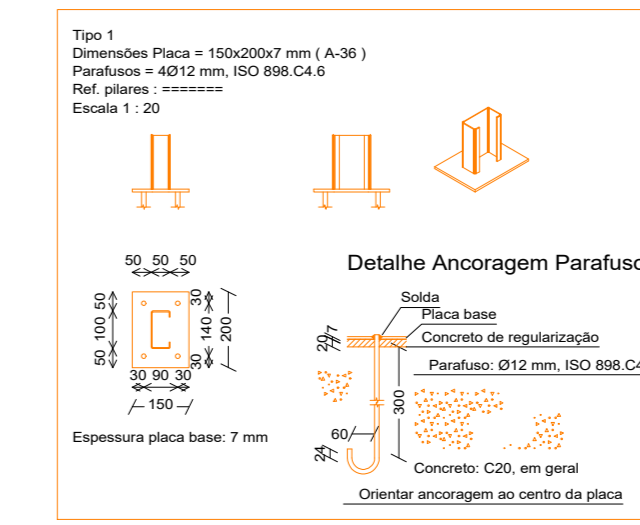 Tipo 1
Dimensões Placa = 150x200x7 mm ( A-36 )
Parafusos = 4Ø12 mm, ISO 898.C4.6
Ref. pilares : =======
Escala 1 : 20
50 50 50
50
100
50
30
140
30
200
30 90 30
150
Espessura placa base: 7 mm
Detalhe Ancoragem Parafuso
Solda
Placa base
Concreto de regularização
Parafuso: Ø12 mm, ISO 898.C4
20
7
300
60
24
Concreto: C20, em geral
Orientar ancoragem ao centro da placa